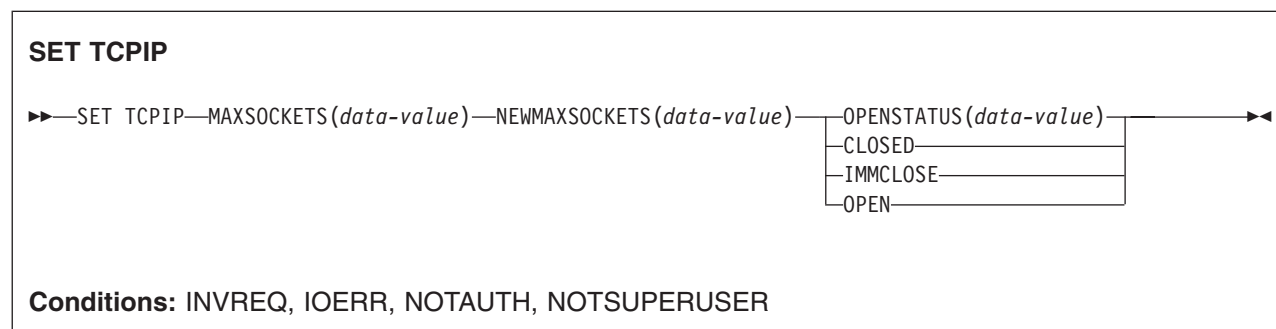 SET TCPIP
►►—SET TCPIP—MAXSOCKETS(data-value)—NEWMAXSOCKETS(data-value)—OPENSTATUS(data-value)—►◄
CLOSED
IMMCLOSE
OPEN
Conditions: INVREQ, IOERR, NOTAUTH, NOTSUPERUSER